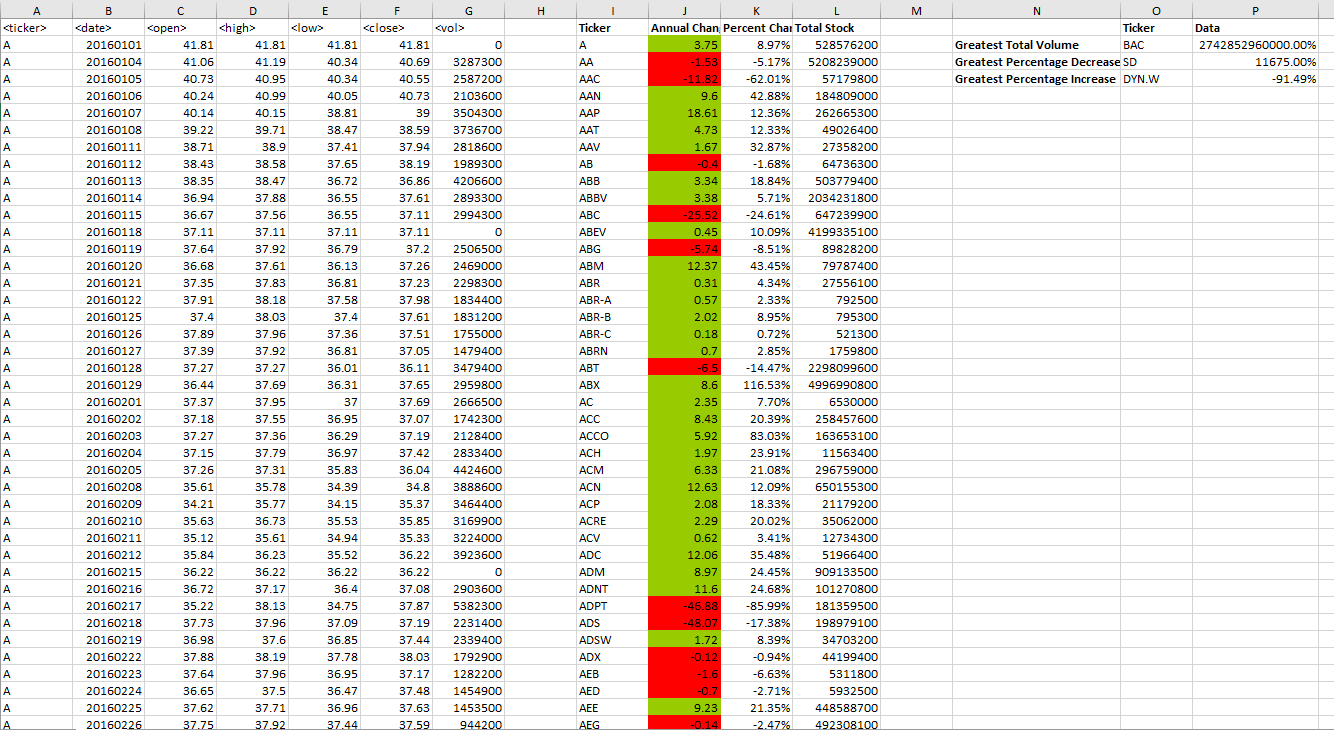 A B C D E F G H I J K L M N O P
<ticker> <date> <open> <high> <low> <close> <vol> Ticker Annual Chan Percent Chan Total Stock Ticker Data
A 20160101 41.81 41.81 41.81 41.81 0 A 3.75 8.97% 528576200 Greatest Total Volume BAC 2742852960000.00%
A 20160104 41.06 41.19 40.34 40.69 3287300 AA -1.53 -5.17% 5208239000 Greatest Percentage Decrease SD 11675.00%
A 20160105 40.73 40.95 40.34 40.55 2587200 AAC -11.82 -62.01% 57179800 Greatest Percentage Increase DYN.W -91.49%
A 20160106 40.24 40.99 40.05 40.73 2103600 AAN 9.6 42.88% 184809000
A 20160107 40.14 40.15 38.81 39 3504300 AAP 18.61 12.36% 262665300
A 20160108 39.22 39.71 38.47 38.59 3736700 AAT 4.73 12.33% 49026400
A 20160111 38.71 38.9 37.41 37.94 2818600 AAV 1.67 32.87% 27358200
A 20160112 38.43 38.58 37.65 38.19 1989300 AB -0.4 -1.68% 64736300
A 20160113 38.35 38.47 36.72 36.86 4206600 ABB 3.34 18.84% 503779400
A 20160114 36.94 37.88 36.55 37.61 2893300 ABBV 3.38 5.71% 2034231800
A 20160115 36.67 37.56 36.55 37.11 2994300 ABC -25.52 -24.61% 647239900
A 20160118 37.11 37.11 37.11 37.11 0 ABEV 0.45 10.09% 4199335100
A 20160119 37.64 37.92 36.79 37.2 2506500 ABG -5.74 -8.51% 89828200
A 20160120 36.68 37.61 36.13 37.26 2469000 ABM 12.37 43.45% 79787400
A 20160121 37.35 37.83 36.81 37.23 2298300 ABR 0.31 4.34% 27556100
A 20160122 37.91 38.18 37.58 37.98 1834400 ABR-A 0.57 2.33% 792500
A 20160125 37.4 38.03 37.4 37.61 1831200 ABR-B 2.02 8.95% 795300
A 20160126 37.89 37.96 37.36 37.51 1755000 ABR-C 0.18 0.72% 521300
A 20160127 37.39 37.92 36.81 37.05 1479400 ABRN 0.7 2.85% 1759800
A 20160128 37.27 37.27 36.01 36.11 3479400 ABT -6.5 -14.47% 2298099600
A 20160129 36.44 37.69 36.31 37.65 2959800 ABX 8.6 116.53% 4996990800
A 20160201 37.37 37.95 37 37.69 2666500 AC 2.35 7.70% 6530000
A 20160202 37.18 37.55 36.95 37.07 1742300 ACC 8.43 20.39% 258457600
A 20160203 37.27 37.36 36.29 37.19 2128400 ACCO 5.92 83.03% 163653100
A 20160204 37.15 37.79 36.97 37.42 2833400 ACH 1.97 23.91% 11563400
A 20160205 37.26 37.31 35.83 36.04 4424600 ACM 6.33 21.08% 296759000
A 20160208 35.61 35.78 34.39 34.8 3888600 ACN 12.63 12.09% 650155300
A 20160209 34.21 35.77 34.15 35.37 3464400 ACP 2.08 18.33% 21179200
A 20160210 35.63 36.73 35.53 35.85 3169900 ACRE 2.29 20.02% 35062000
A 20160211 35.12 35.61 34.94 35.33 3224000 ACV 0.62 3.41% 12734300
A 20160212 35.84 36.23 35.52 36.22 3923600 ADC 12.06 35.48% 51966400
A 20160215 36.22 36.22 36.22 36.22 0 ADM 8.97 24.45% 909133500
A 20160216 36.72 37.17 36.4 37.08 2903600 ADNT 11.6 24.68% 101270800
A 20160217 35.22 38.13 34.75 37.87 5382300 ADPT -46.88 -85.99% 181359500
A 20160218 37.73 37.96 37.09 37.19 2231400 ADS -48.07 -17.38% 198979100
A 20160219 36.98 37.6 36.85 37.44 2339400 ADSW 1.72 8.39% 34703200
A 20160222 37.88 38.19 37.78 38.03 1792900 ADX -0.12 -0.94% 44199400
A 20160223 37.64 37.96 36.95 37.17 1282200 AEB -1.6 -6.63% 5311800
A 20160224 36.65 37.5 36.47 37.48 1454900 AED -0.7 -2.71% 5932500
A 20160225 37.62 37.71 36.96 37.63 1453500 AEE 9.23 21.35% 448588700
A 20160226 37.75 37.92 37.44 37.59 944200 AEG -0.14 -2.47% 492308100